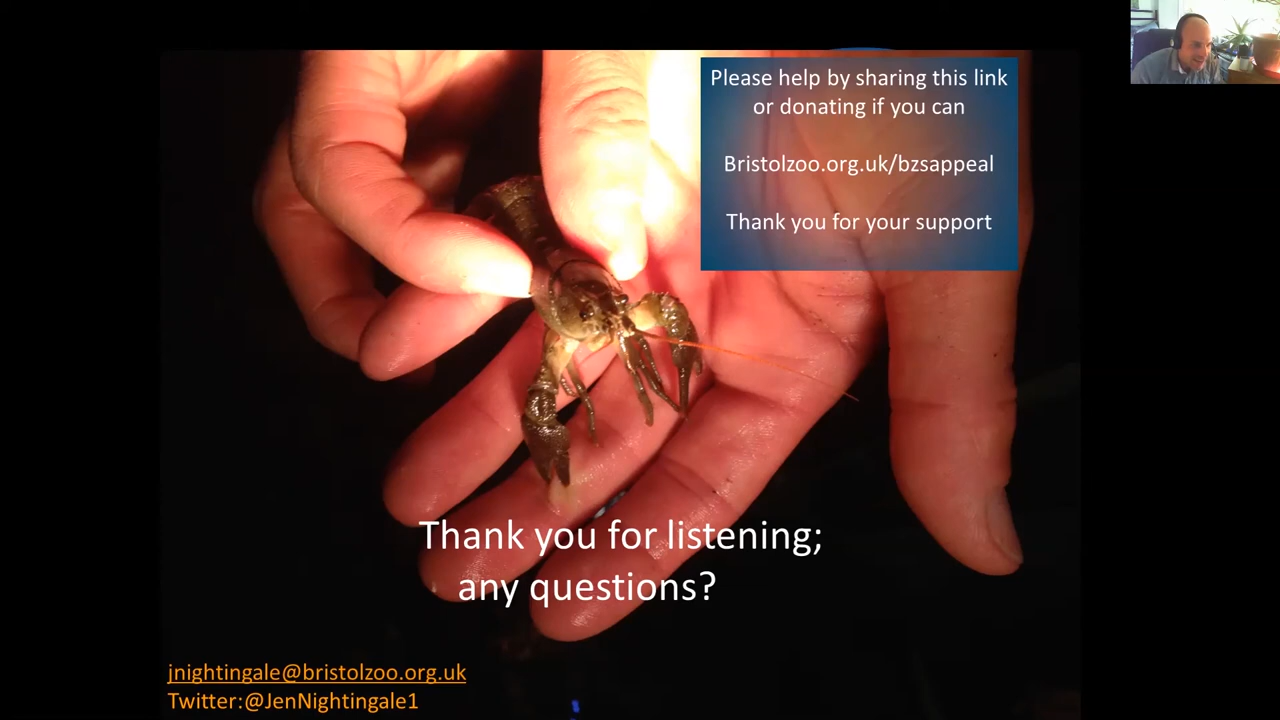 Please help by sharing this link
or donating if you can
Bristolzoo.org.uk/bzsappeal
Thank you for your support
Thank you for listening;
any questions?
jnightingale@bristolzoo.org.uk
Twitter:@JenNightingale1